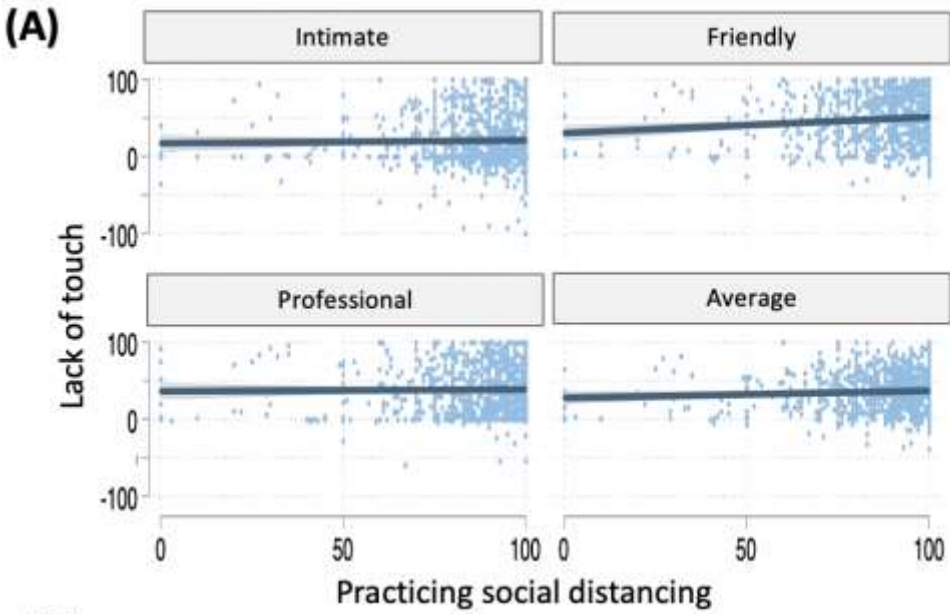 (A)
Intimate
Friendly
100
0
-100
Lack of touch
Professional
Average
100
0
-100
0 50 100 0 50 100
Practicing social distancing